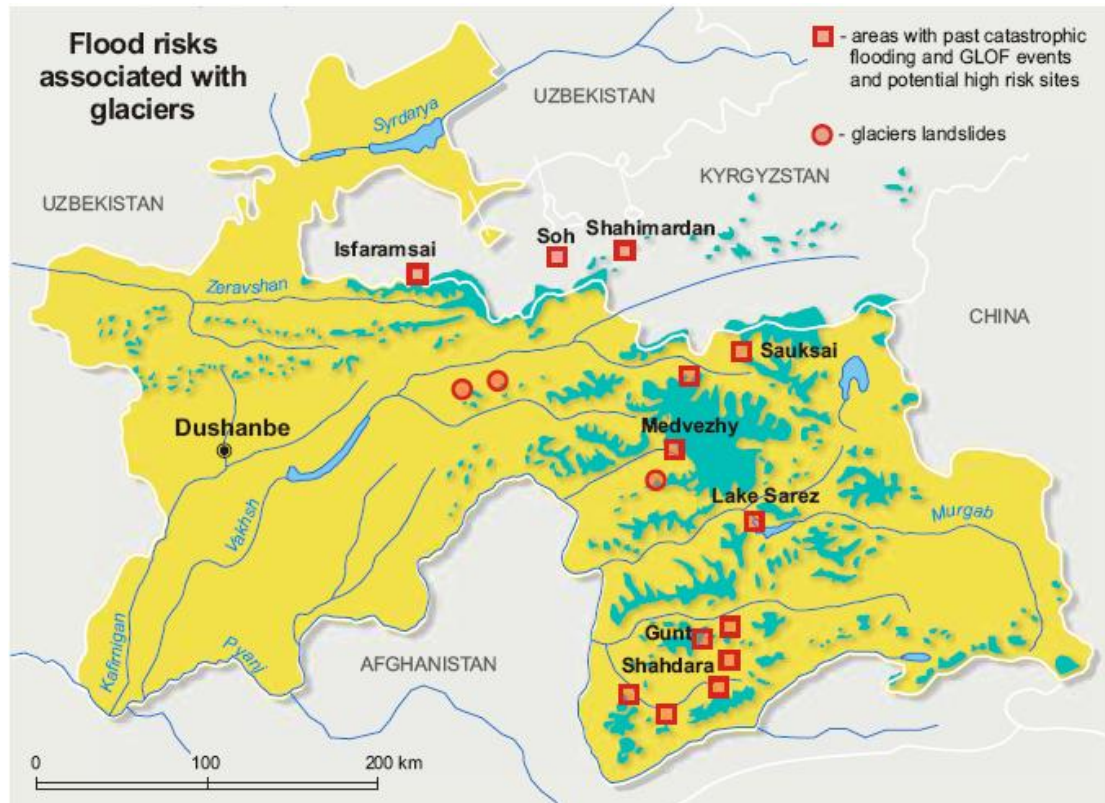 Flood risks
associated with
glaciers
- areas with past catastrophic
flooding and GLOF events
and potential high risk sites
- glaciers landslides
UZBEKISTAN
Syrdarya
KYRGYZSTAN
UZBEKISTAN
Isfaramsai
Soh
Shahimardan
Zeravshan
CHINA
Sauksai
Dushanbe
Medvezhy
Lake Sarez
Murgab
Vakhsh
Kafirnigan
Pyanj
AFGHANISTAN
Gunt
Shahdara
0 100 200 km